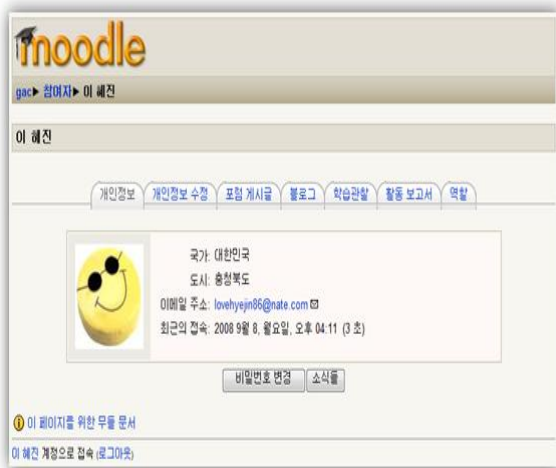 moodle
gac▶ 참여자▶ 이 혜진
이 혜진
개인정보 개인정보 수정 포럼 게시글 블로그 학습관찰 활동 보고서 역할
국가: 대한민국
도시: 충청북도
이메일 주소: lovehyejin86@nate.com
최근의 접속: 2008 9월 8, 월요일, 오후 04:11 (3 초)
비밀번호 변경 소식들
이 페이지를 위한 무들 문서
이 혜진 계정으로 접속 (로그아웃)